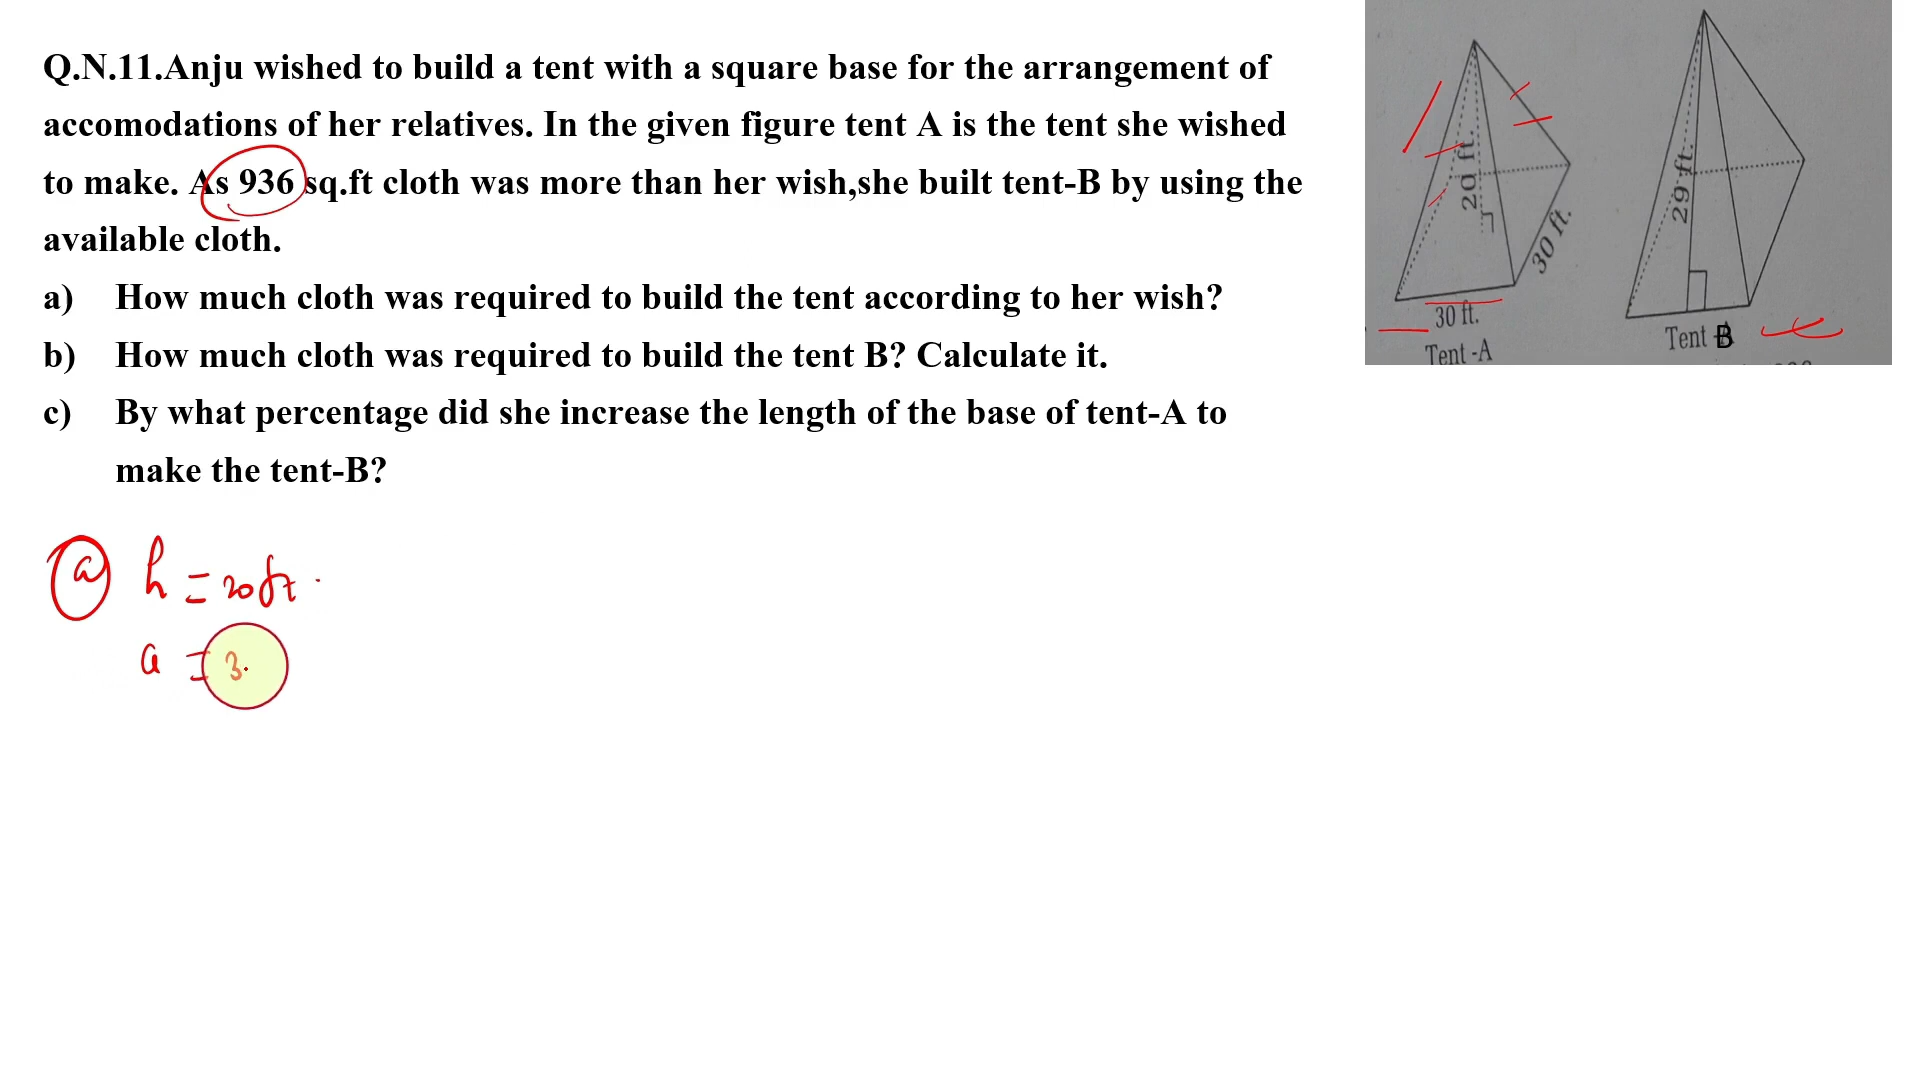 Q.N.11.Anju wished to build a tent with a square base for the arrangement of
accomodations of her relatives. In the given figure tent A is the tent she wished
to make. As 936 sq.ft cloth was more than her wish,she built tent-B by using the
available cloth.
a) How much cloth was required to build the tent according to her wish?
b) How much cloth was required to build the tent B? Calculate it.
c) By what percentage did she increase the length of the base of tent-A to
make the tent-B?
20 ft.
30 ft.
30 ft.
Tent -A
29 ft.
Tent B
a h = 20 ft.
a = 3